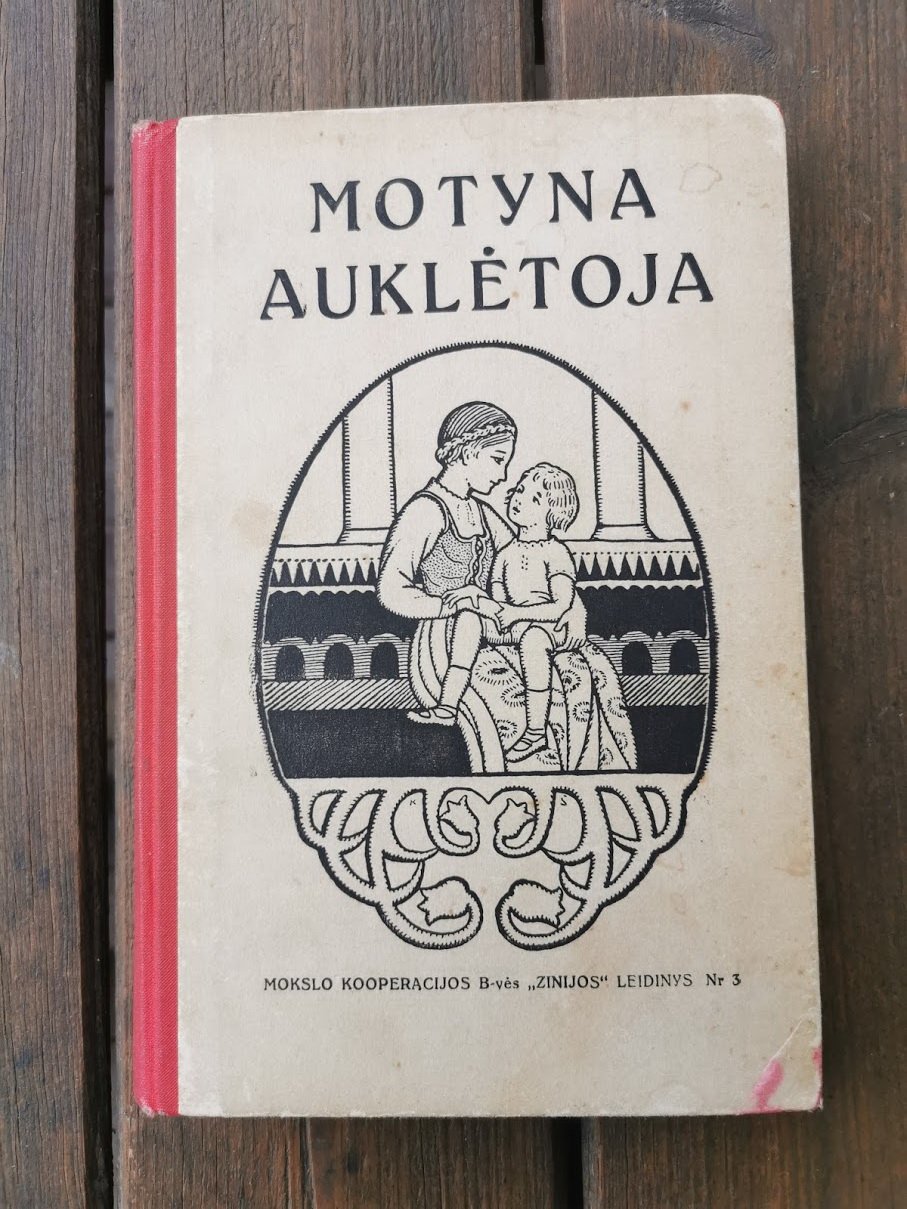 MOTYNA
AUKLĖTOJA
MOKSLO KOOPERACIJOS B-vės „ZINIJOS“ LEIDINYS Nr 3